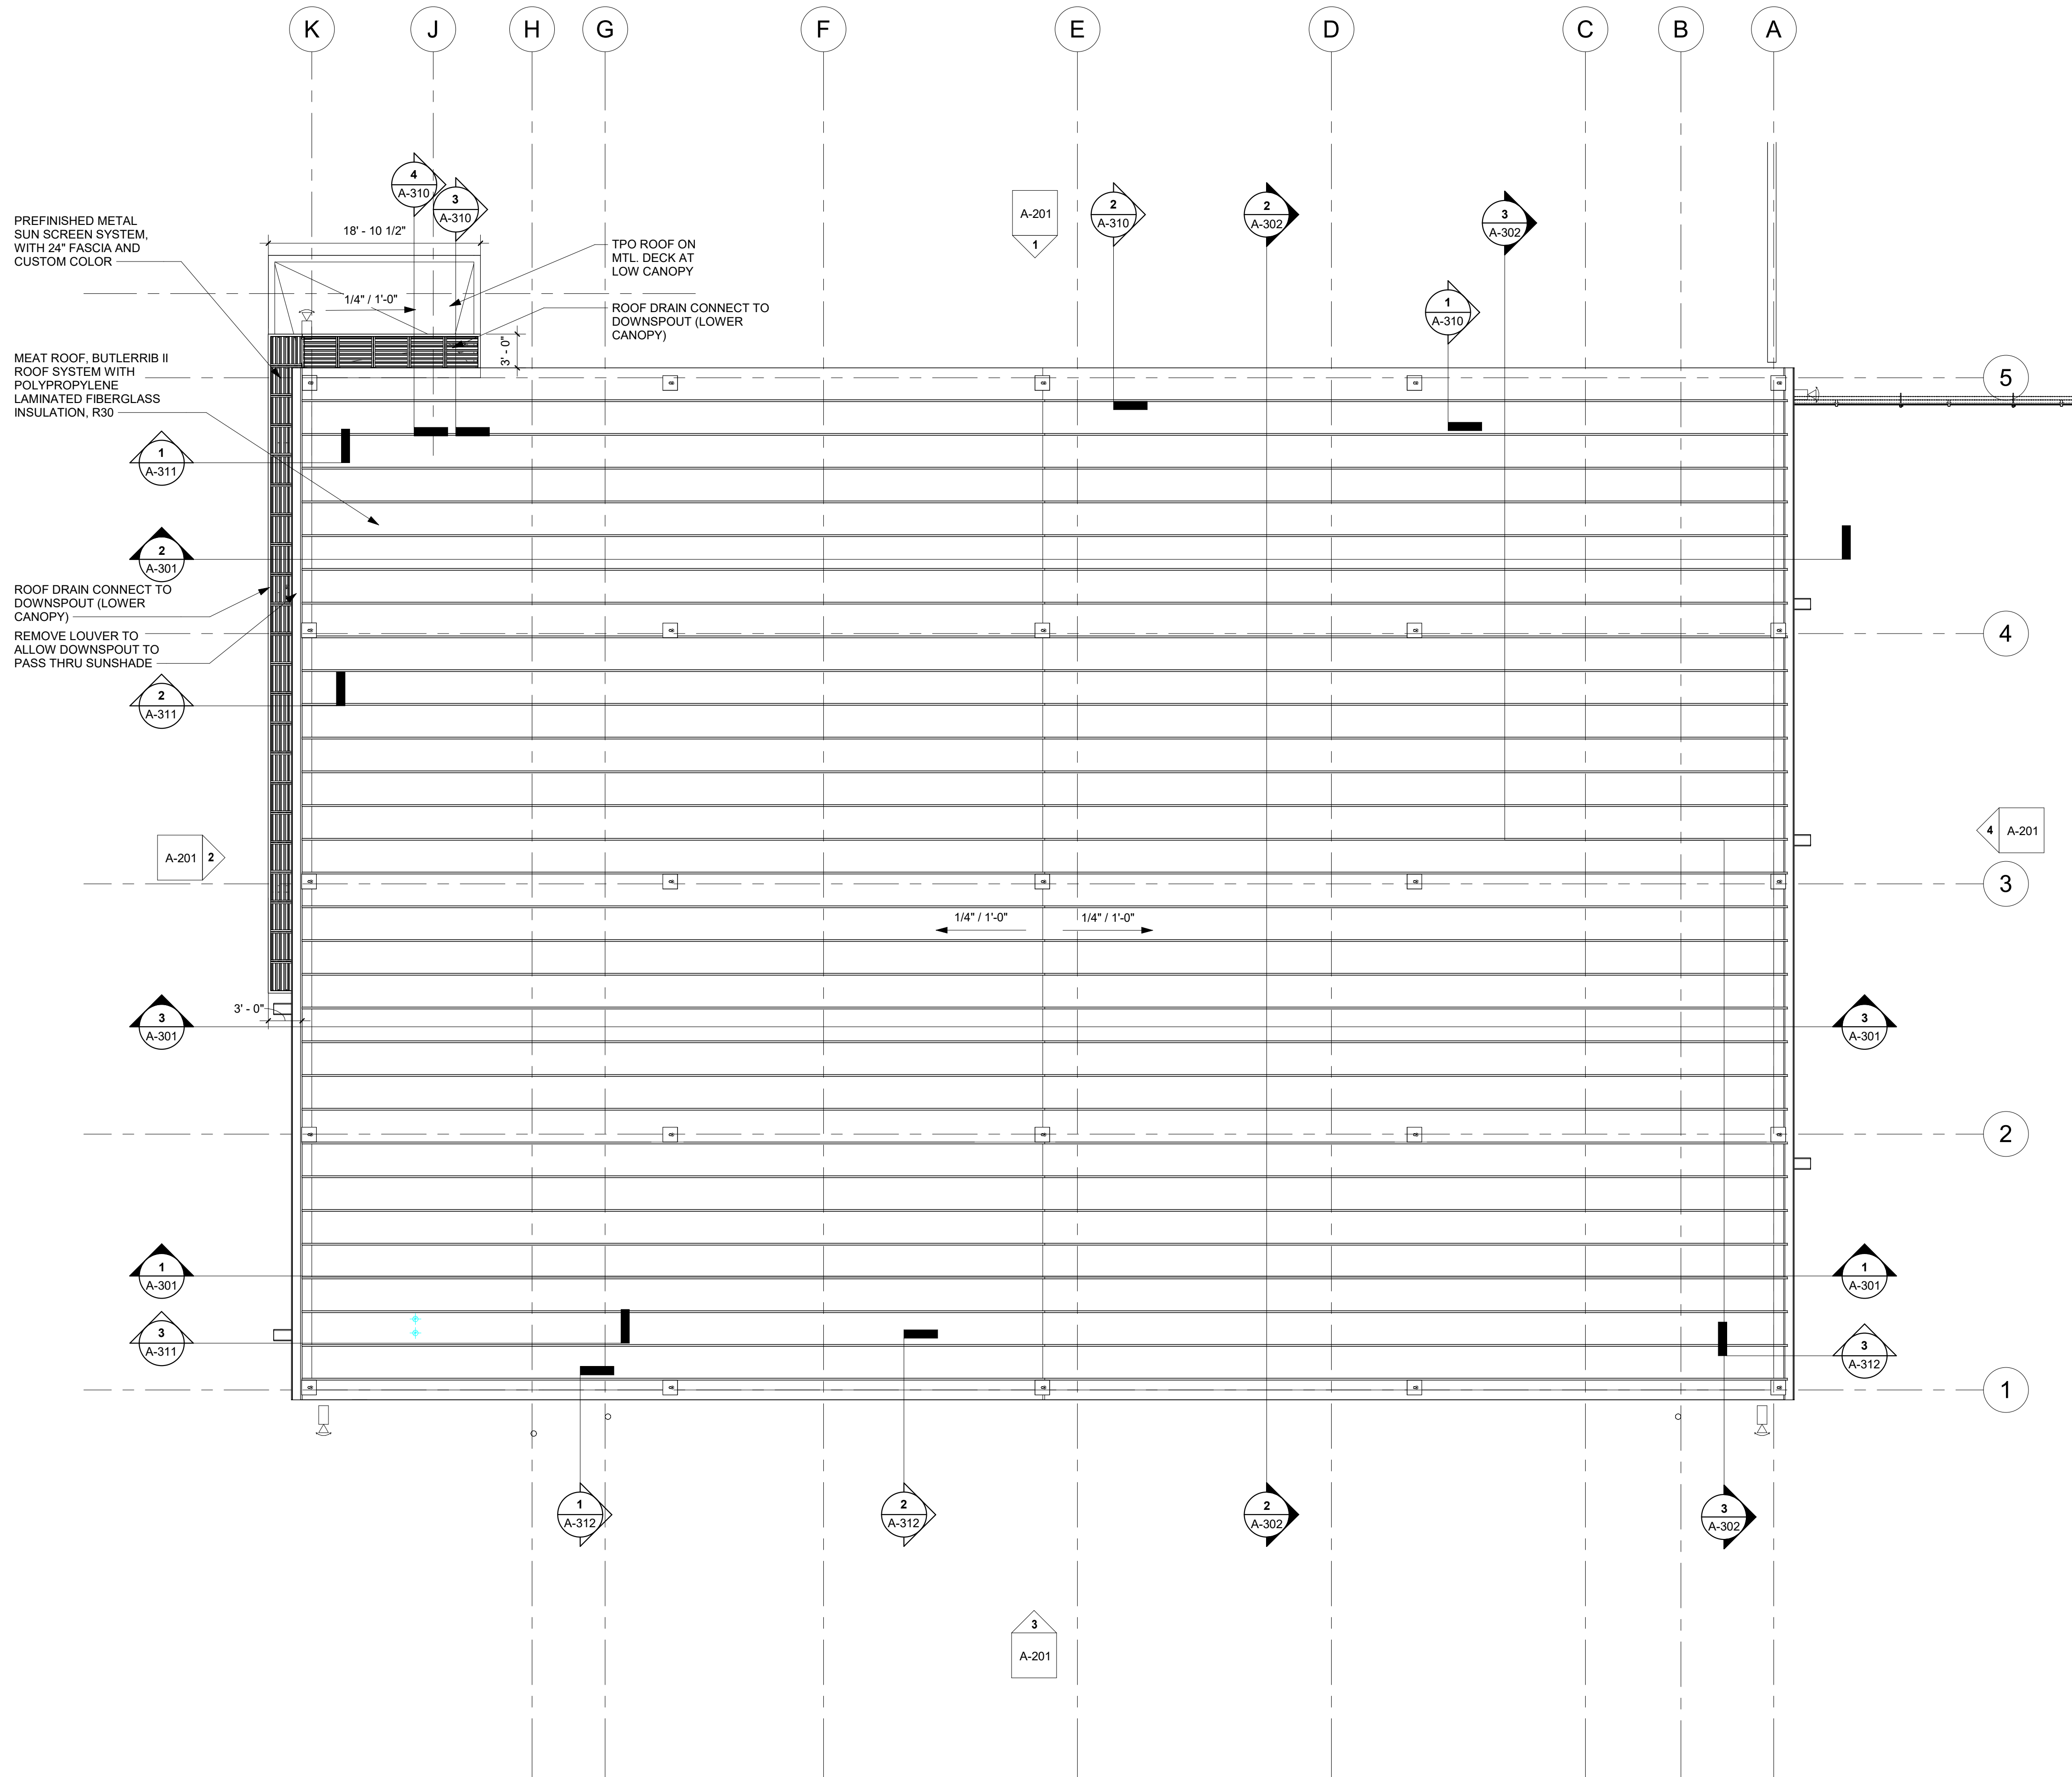 K
J
H
G
F
E
D
C
B
A
4
A-310
3
A-310
A-201
1
2
A-310
2
A-302
3
A-302
PREFINISHED METAL
SUN SCREEN SYSTEM,
WITH 24" FASCIA AND
CUSTOM COLOR
18' - 10 1/2"
TPO ROOF ON
MTL. DECK AT
LOW CANOPY
1/4" / 1'-0"
ROOF DRAIN CONNECT TO
DOWNSPOUT (LOWER
CANOPY)
1
A-310
3' - 0"
MEAT ROOF, BUTLERRIB II
ROOF SYSTEM WITH
POLYPROPYLENE
LAMINATED FIBERGLASS
INSULATION, R30
5
1
A-311
2
A-301
ROOF DRAIN CONNECT TO
DOWNSPOUT (LOWER
CANOPY)
REMOVE LOUVER TO
ALLOW DOWNSPOUT TO
PASS THRU SUNSHADE
4
2
A-311
A-201
2
4
A-201
3
1/4" / 1'-0"
1/4" / 1'-0"
3' - 0"
3
A-301
3
A-301
2
1
A-301
1
A-301
3
A-311
3
A-312
1
1
A-312
2
A-312
2
A-302
3
A-302
3
A-201